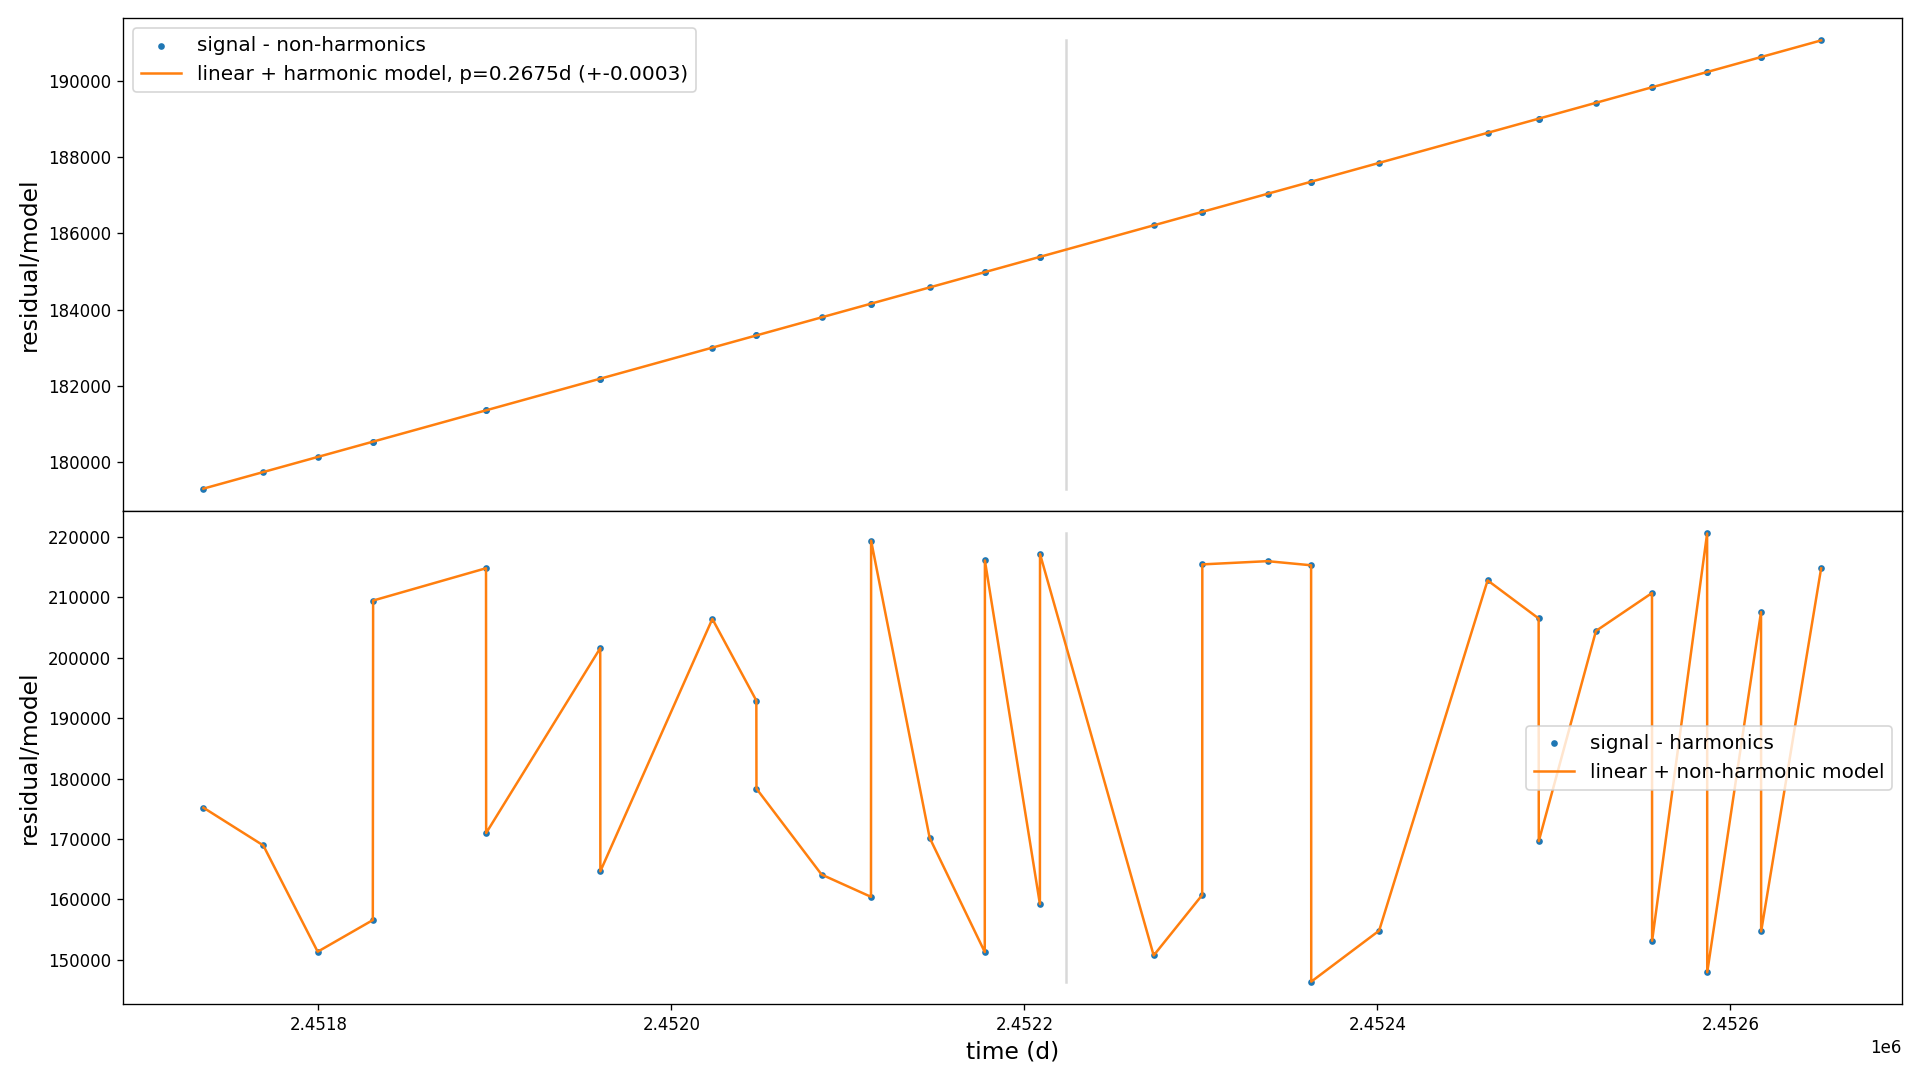 signal - non-harmonics
linear + harmonic model, p=0.2675d (+-0.0003)
residual/model
190000
188000
186000
184000
182000
180000
residual/model
220000
210000
200000
190000
180000
170000
160000
150000
signal - harmonics
linear + non-harmonic model
2.4518
2.4520
2.4522
2.4524
2.4526
time (d)
1e6